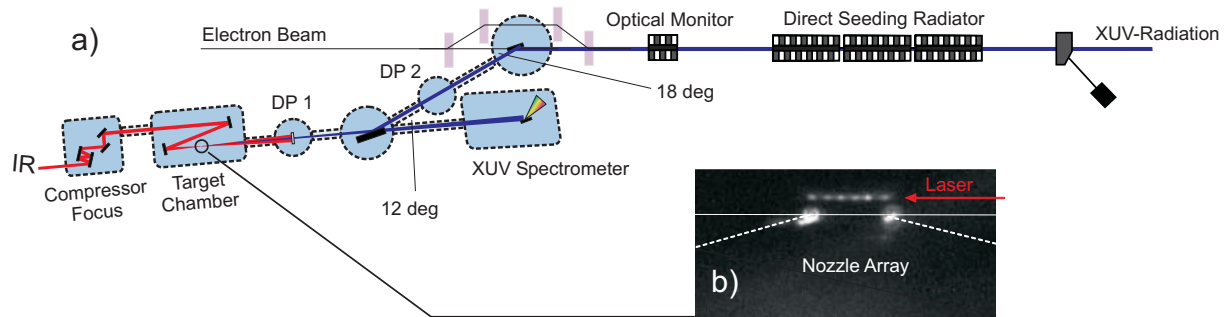 a)
Electron Beam
Optical Monitor
Direct Seeding Radiator
XUV-Radiation
DP 2
18 deg
DP 1
IR
Compressor
Focus
Target
Chamber
XUV Spectrometer
12 deg
Laser
Nozzle Array
b)